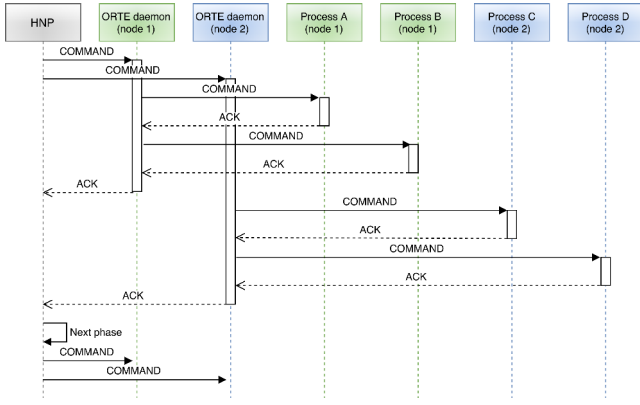 HNP
ORTE daemon
(node 1)
ORTE daemon
(node 2)
Process A
(node 1)
Process B
(node 1)
Process C
(node 2)
Process D
(node 2)
COMMAND
COMMAND
COMMAND
ACK
COMMAND
ACK
ACK
COMMAND
ACK
COMMAND
ACK
ACK
Next phase
COMMAND
COMMAND